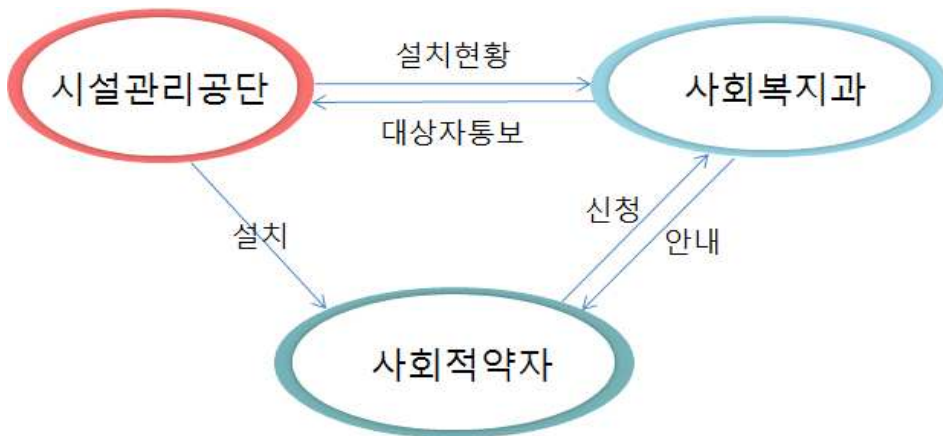 시설관리공단
설치현황
사회복지과
대상자통보
설치
신청
안내
사회적약자